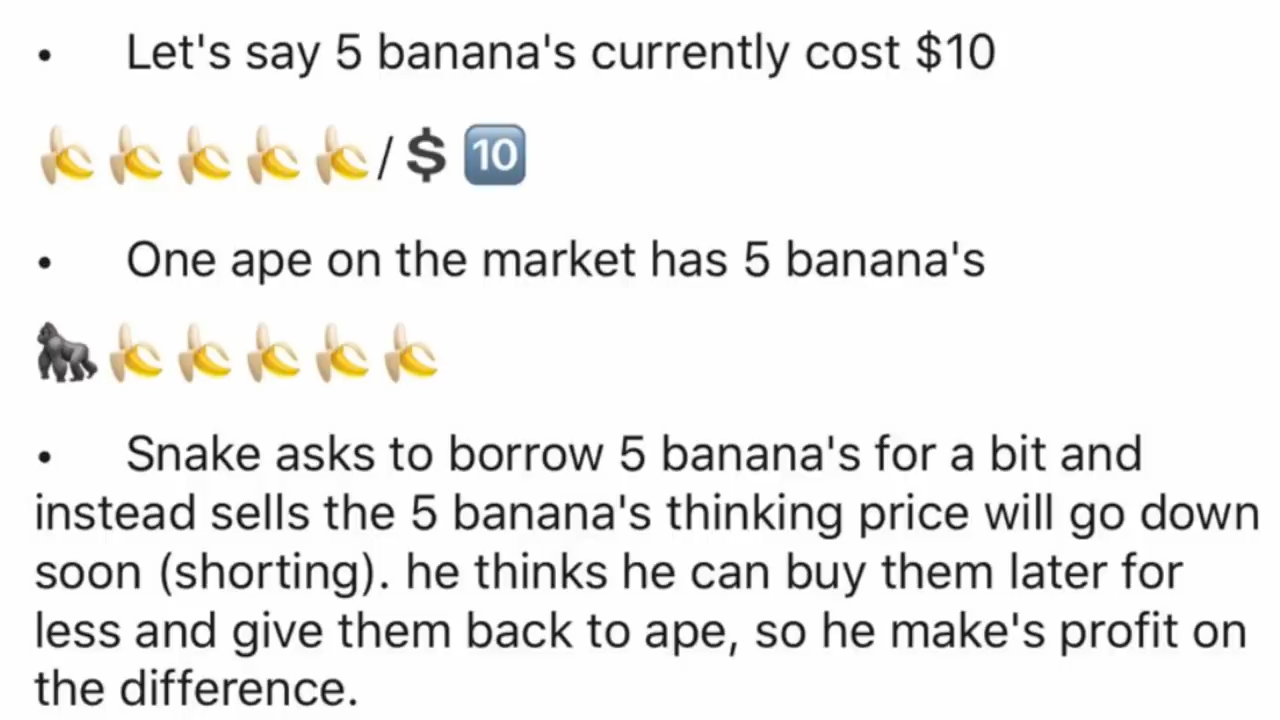 • Let's say 5 banana's currently cost $10
🍌🍌🍌🍌🍌/💲🔟
• One ape on the market has 5 banana's
🦍🍌🍌🍌🍌🍌
• Snake asks to borrow 5 banana's for a bit and
instead sells the 5 banana's thinking price will go down
soon (shorting). he thinks he can buy them later for
less and give them back to ape, so he make's profit on
the difference.